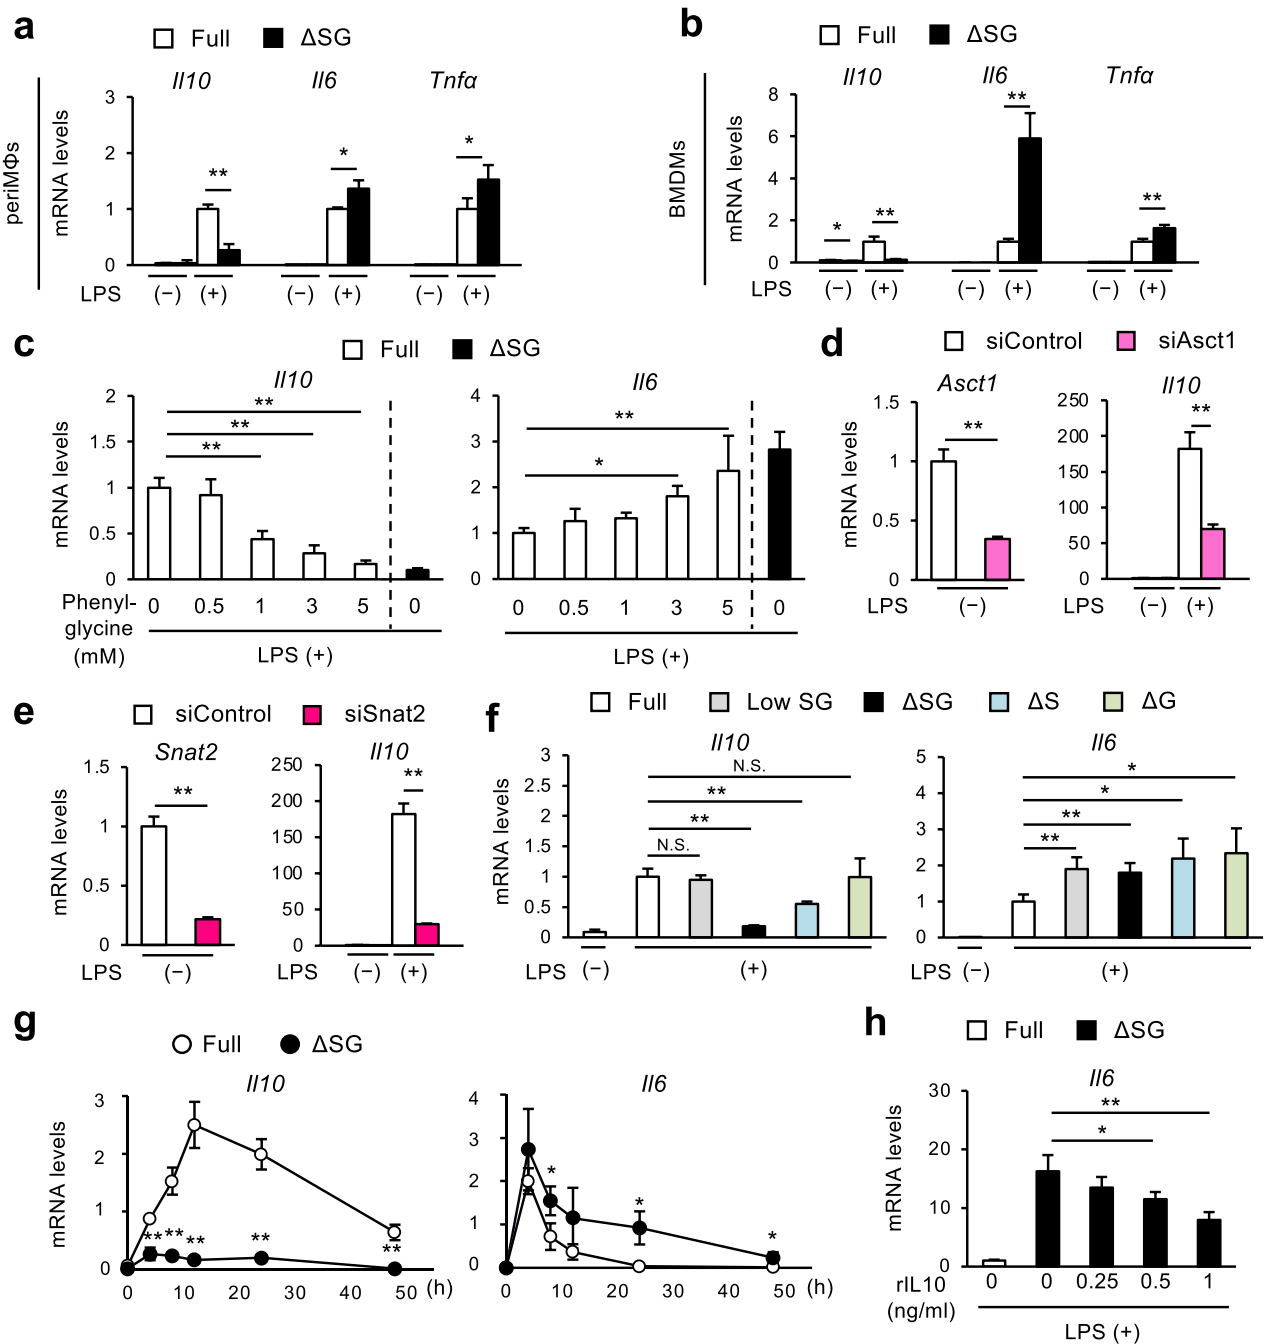 a
Full ΔSG
Il10 Il6 Tnfα
periMΦs
mRNA levels
3
2
1
0
** * *
LPS (−) (+) (−) (+) (−) (+)
b
Full ΔSG
Il10 Il6 Tnfα
BMDMs
mRNA levels
8
6
4
2
0
* ** ** **
LPS (−) (+) (−) (+) (−) (+)
c
Full ΔSG
Il10
mRNA levels
2
1.5
1
0.5
0
**
**
**
Phenyl-
glycine
(mM)
0 0.5 1 3 5 0
LPS (+)
Il6
4
3
2
1
0
**
*
0 0.5 1 3 5 0
LPS (+)
d
siControl siAsct1
Asct1
mRNA levels
1.5
1
0.5
0
**
LPS (−)
Il10
250
200
150
100
50
0
**
LPS (−) (+)
e
siControl siSnat2
Snat2
mRNA levels
1.5
1
0.5
0
**
LPS (−)
Il10
250
200
150
100
50
0
**
LPS (−) (+)
f
Full Low SG ΔSG ΔS ΔG
Il10
mRNA levels
3
2.5
2
1.5
1
0.5
0
N.S.
**
**
N.S.
LPS (−) (+)
Il6
5
4
3
2
1
0
*
*
**
**
LPS (−) (+)
g
Full ΔSG
Il10
mRNA levels
3
2
1
0
** ** ** ** **
0 10 20 30 40 50 (h)
Il6
4
3
2
1
0
* * *
0 10 20 30 40 50 (h)
h
Full ΔSG
Il6
mRNA levels
30
20
10
0
**
*
rIL10
(ng/ml)
0 0 0.25 0.5 1
LPS (+)